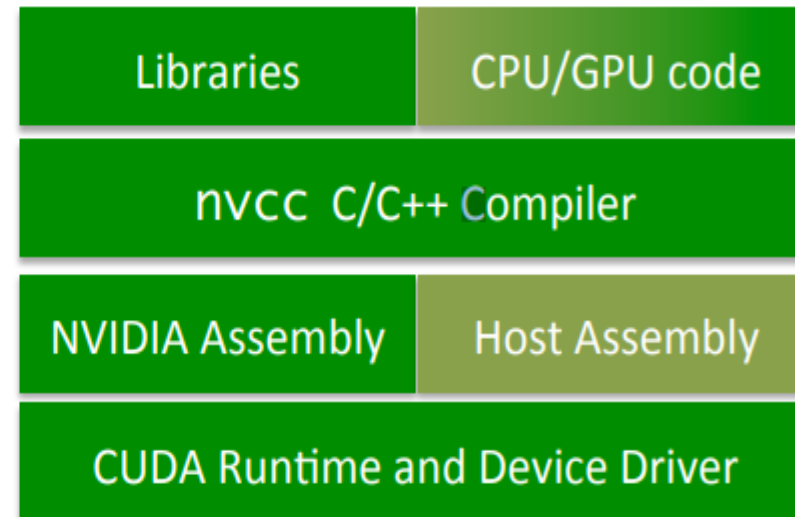 Libraries CPU/GPU code
nvcc C/C++ Compiler
NVIDIA Assembly Host Assembly
CUDA Runtime and Device Driver